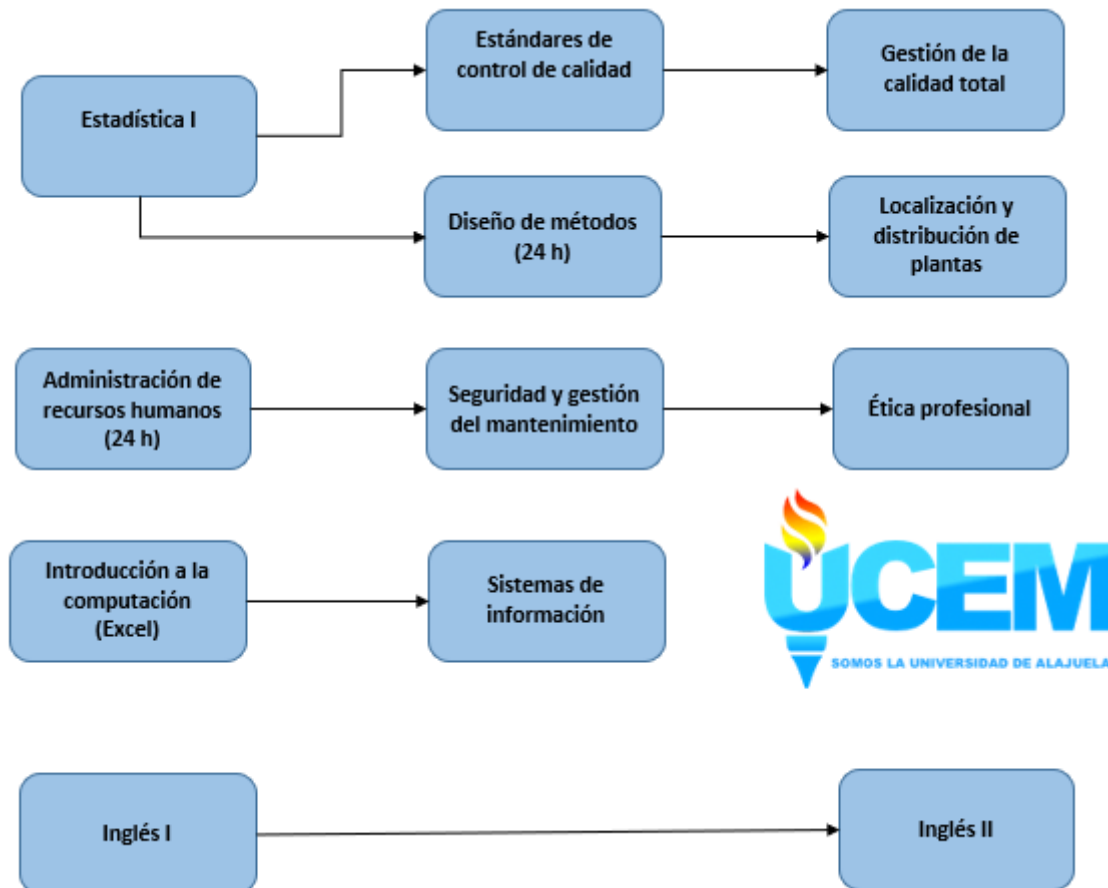 Estándares de
control de calidad
Gestión de la
calidad total
Estadística I
Diseño de métodos
(24 h)
Localización y
distribución de
plantas
Administración de
recursos humanos
(24 h)
Seguridad y gestión
del mantenimiento
Ética profesional
Introducción a la
computación
(Excel)
Sistemas de
información
UCEM
SOMOS LA UNIVERSIDAD DE ALAJUELA
Inglés I
Inglés II